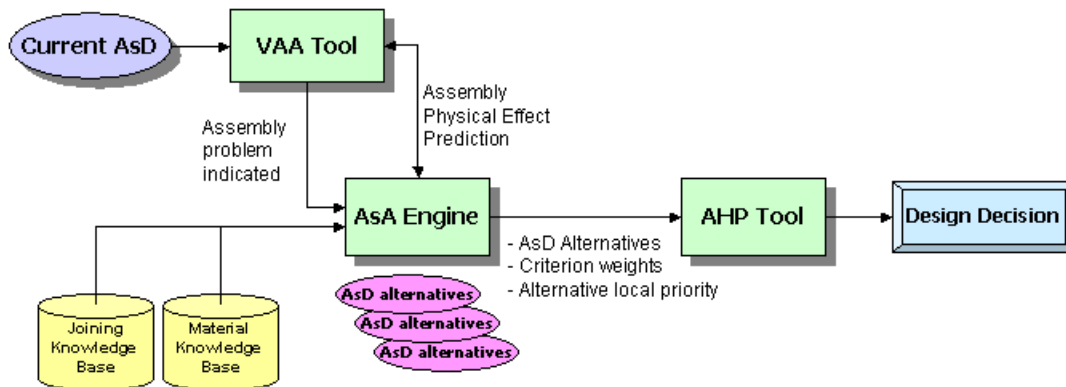 Current AsD
VAA Tool
Assembly
Physical Effect
Prediction
Assembly
problem
indicated
AsA Engine
AHP Tool
Design Decision
- AsD Alternatives
- Criterion weights
- Alternative local priority
AsD alternatives
AsD alternatives
AsD alternatives
Joining
Knowledge
Base
Material
Knowledge
Base